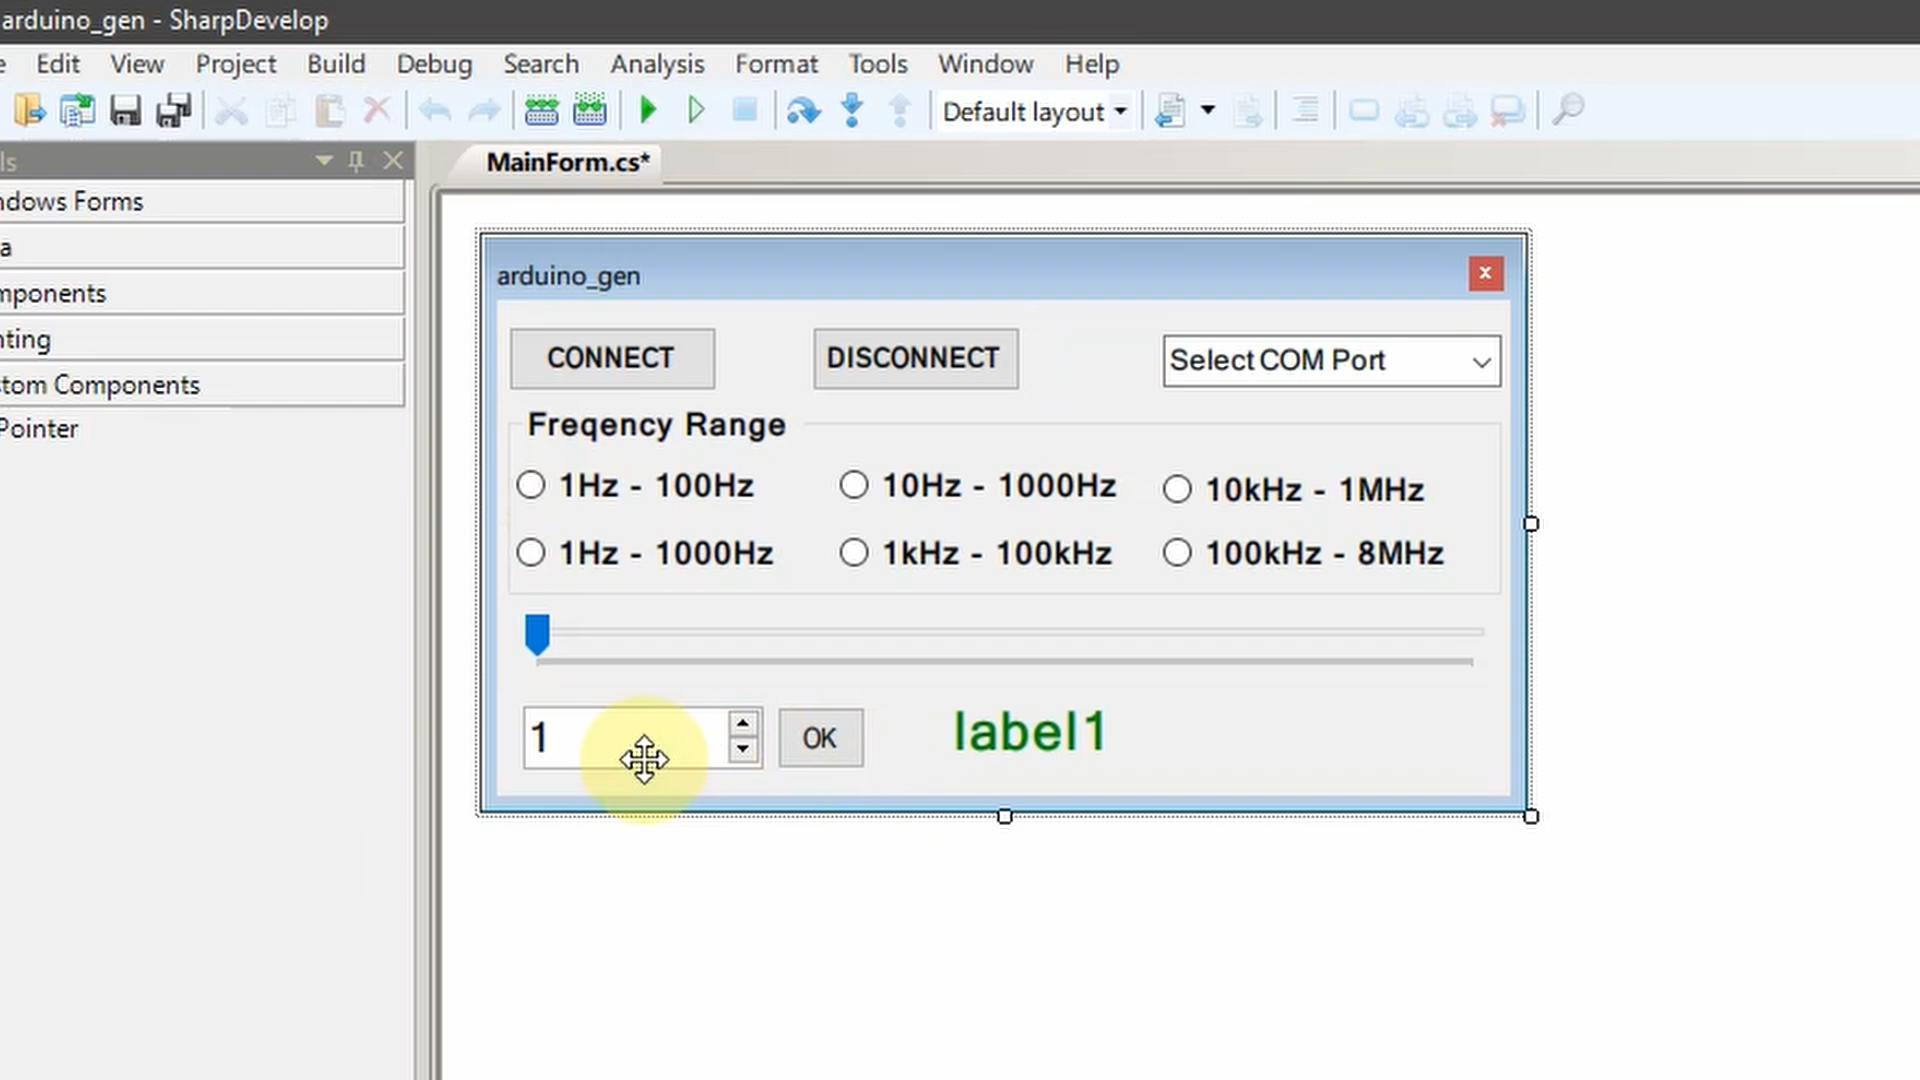 arduino_gen - SharpDevelop
Edit View Project Build Debug Search Analysis Format Tools Window Help
Default layout
MainForm.cs*
Pointer
arduino_gen
CONNECT DISCONNECT Select COM Port
Freqency Range
1Hz - 100Hz 10Hz - 1000Hz 10kHz - 1MHz
1Hz - 1000Hz 1kHz - 100kHz 100kHz - 8MHz
1 OK label1
ls
ndows Forms
a
mponents
nting
stom Components